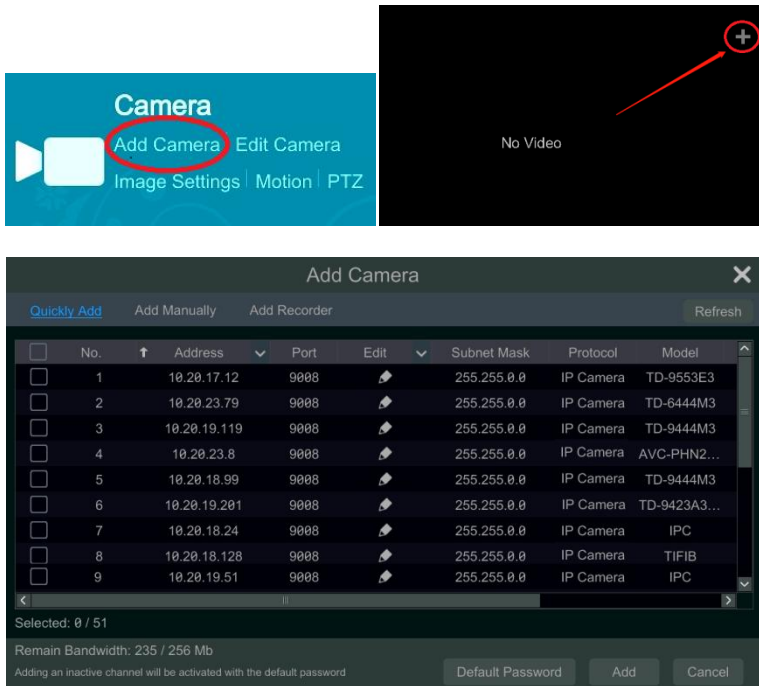 Camera
Add Camera Edit Camera
Image Settings Motion PTZ
No Video
Add Camera
Quickly Add Add Manually Add Recorder Refresh
No. Address Port Edit Subnet Mask Protocol Model
1 10.20.17.12 9008 255.255.0.0 IP Camera TD-9553E3
2 10.20.23.79 9008 255.255.0.0 IP Camera TD-6444M3
3 10.20.19.119 9008 255.255.0.0 IP Camera TD-9444M3
4 10.20.23.8 9008 255.255.0.0 IP Camera AVC-PHN2...
5 10.20.18.99 9008 255.255.0.0 IP Camera TD-9444M3
6 10.20.19.201 9008 255.255.0.0 IP Camera TD-9423A3...
7 10.20.18.24 9008 255.255.0.0 IP Camera IPC
8 10.20.18.128 9008 255.255.0.0 IP Camera TIFIB
9 10.20.19.51 9008 255.255.0.0 IP Camera IPC
Selected: 0 / 51
Remain Bandwidth: 235 / 256 Mb
Adding an inactive channel will be activated with the default password Default Password Add Cancel